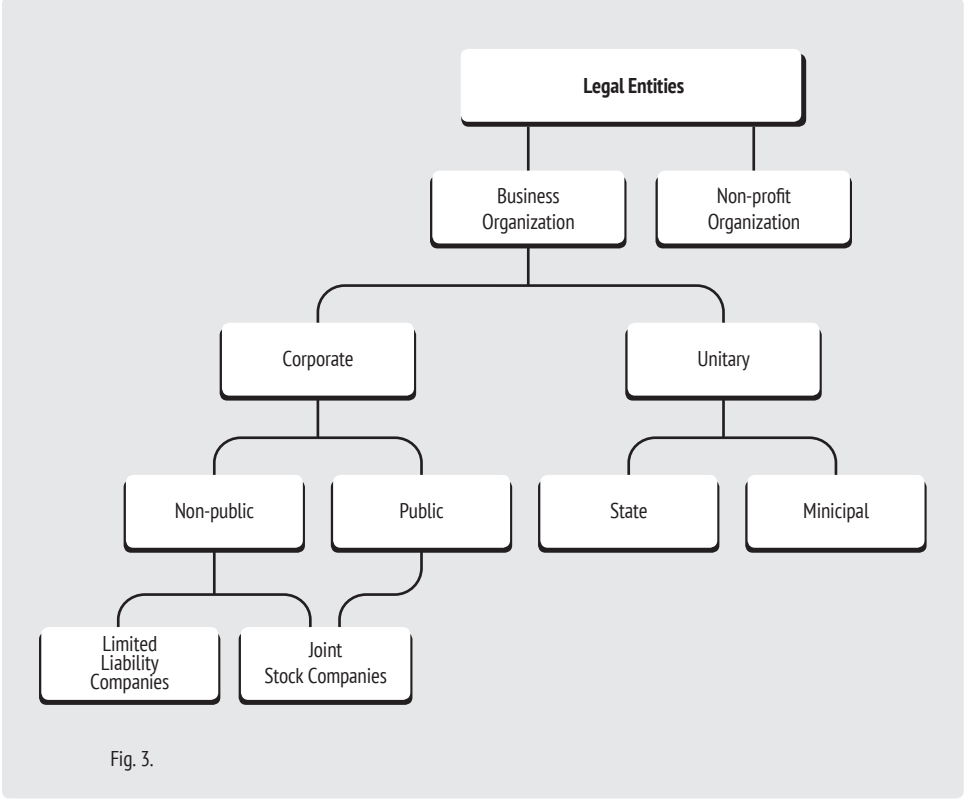 Legal Entities
Business
Organization
Non-profit
Organization
Corporate
Unitary
Non-public
Public
State
Minicipal
Limited
Liability
Companies
Joint
Stock Companies
Fig. 3.